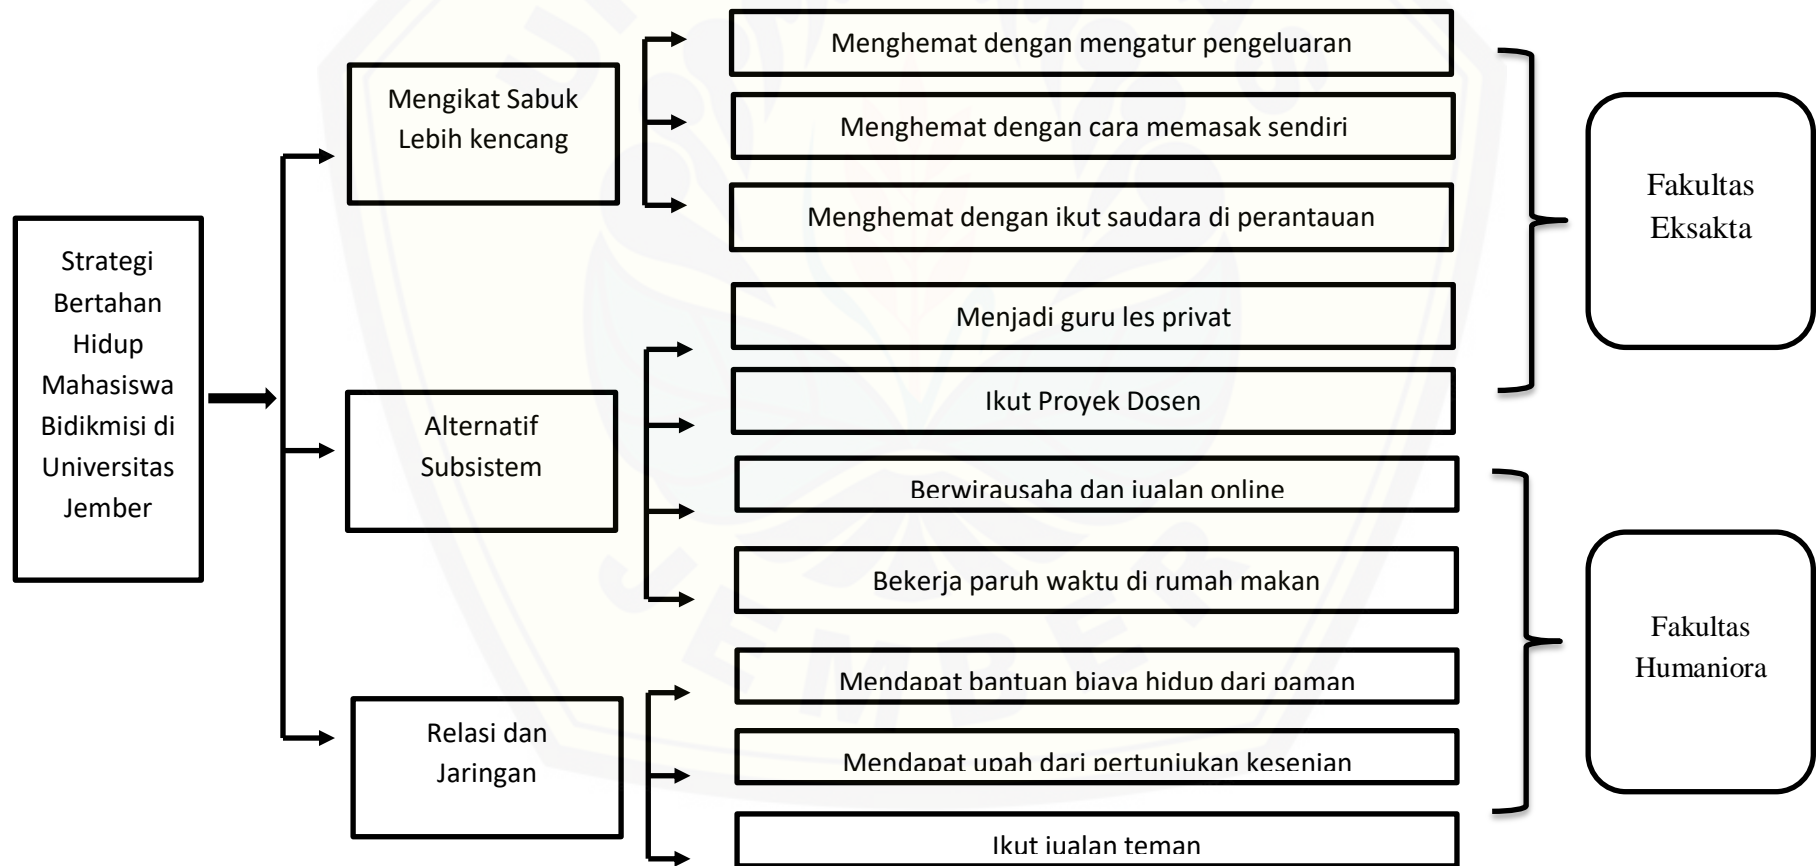 Strategi
Bertahan
Hidup
Mahasiswa
Bidikmisi di
Universitas
Jember
Mengikat Sabuk
Lebih kencang
Alternatif
Subsistem
Relasi dan
Jaringan
Menghemat dengan mengatur pengeluaran
Menghemat dengan cara memasak sendiri
Menghemat dengan ikut saudara di perantauan
Menjadi guru les privat
Ikut Proyek Dosen
Berwirausaha dan jualan online
Bekerja paruh waktu di rumah makan
Mendapat bantuan biaya hidup dari paman
Mendapat upah dari pertunjukan kesenian
Ikut jualan teman
Fakultas
Eksakta
Fakultas
Humaniora
JEMBER